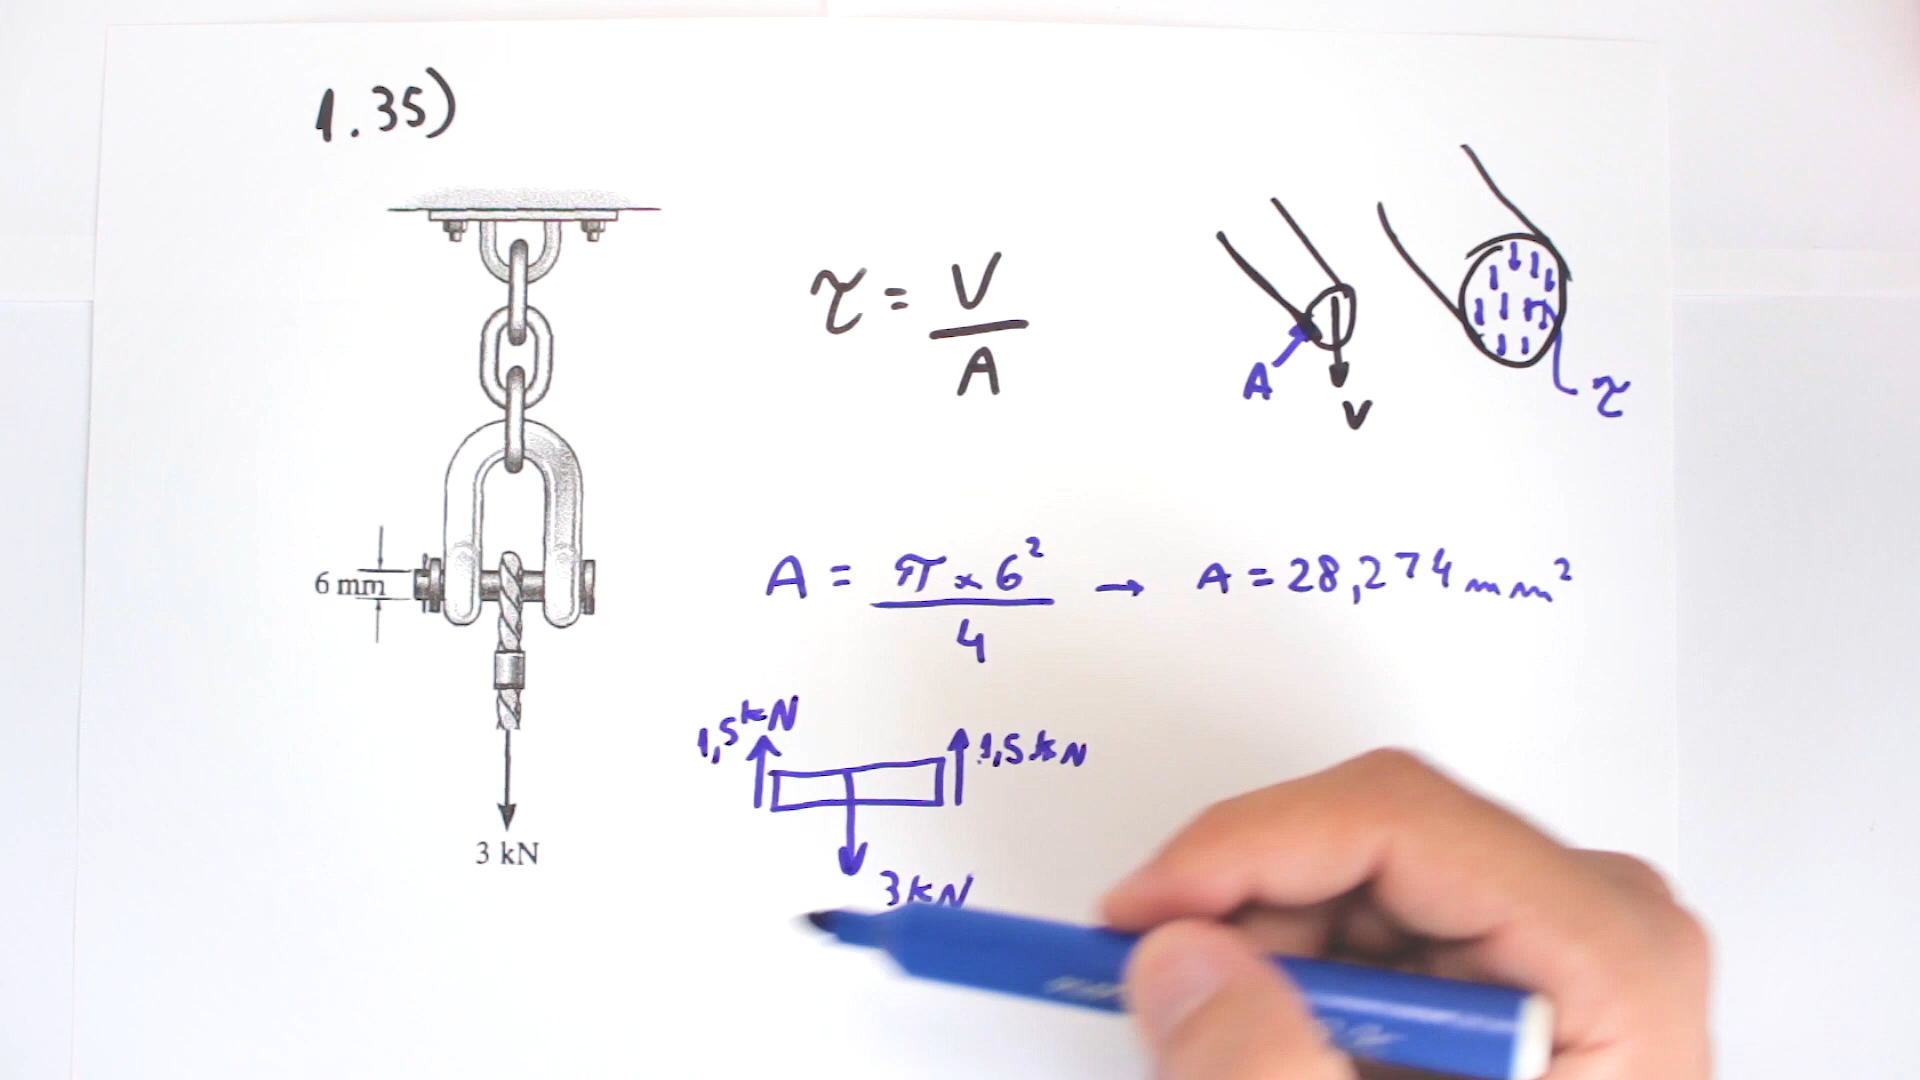 1.35)
τ = V / A
A
V
τ
6 mm
A = π × 6² / 4 → A = 28,274 mm²
1,5 kN
1,5 kN
3 kN
3 kN